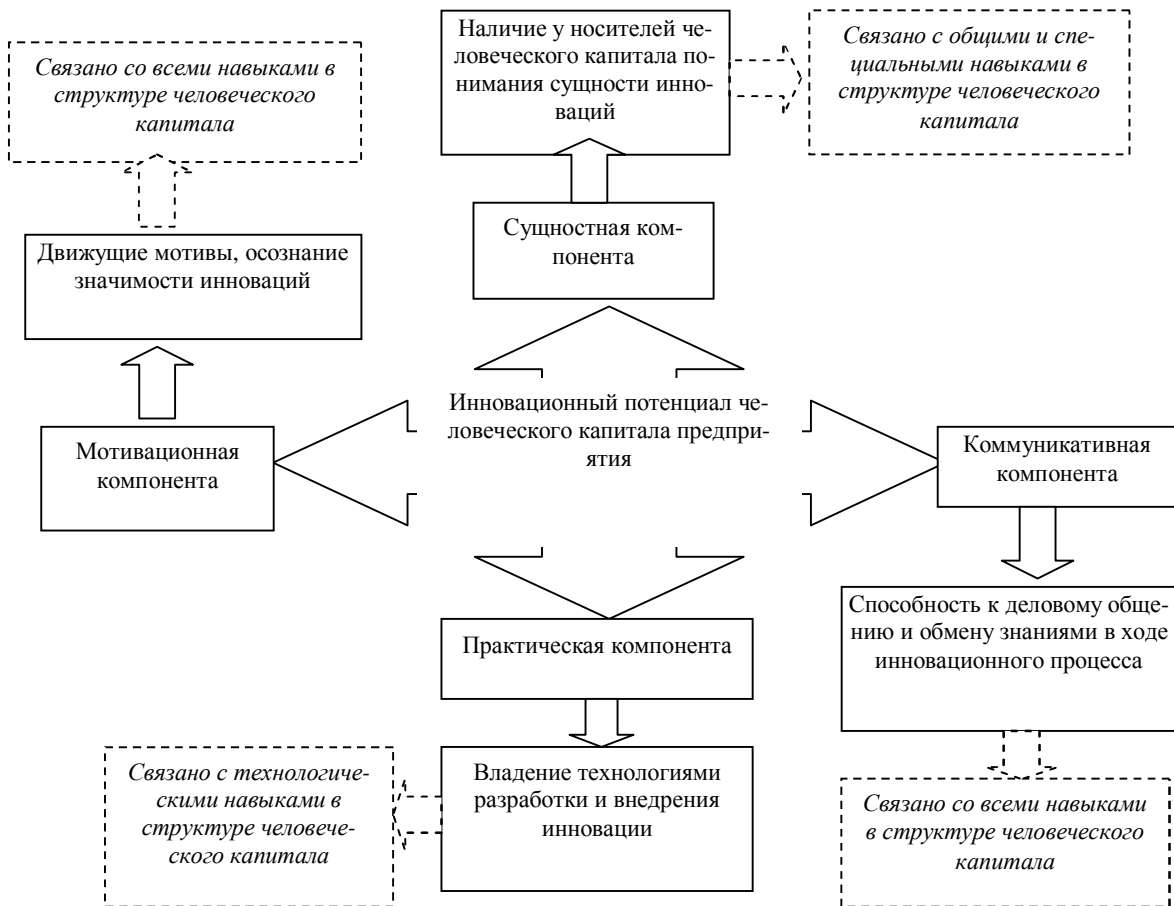 Наличие у носителей че-
ловеческого капитала по-
нимания сущности инно-
ваций
Связано с общими и спе-
циальными навыками в
структуре человеческого
капитала
Связано со всеми навыками в
структуре человеческого
капитала
Сущностная ком-
понента
Движущие мотивы, осознание
значимости инноваций
Инновационный потенциал че-
ловеческого капитала предпри-
ятия
Мотивационная
компонента
Коммуникативная
компонента
Способность к деловому обще-
нию и обмену знаниями в ходе
инновационного процесса
Практическая компонента
Связано с технологиче-
скими навыками в
структуре человече-
ского капитала
Владение технологиями
разработки и внедрения
инновации
Связано со всеми навыками
в структуре человеческого
капитала